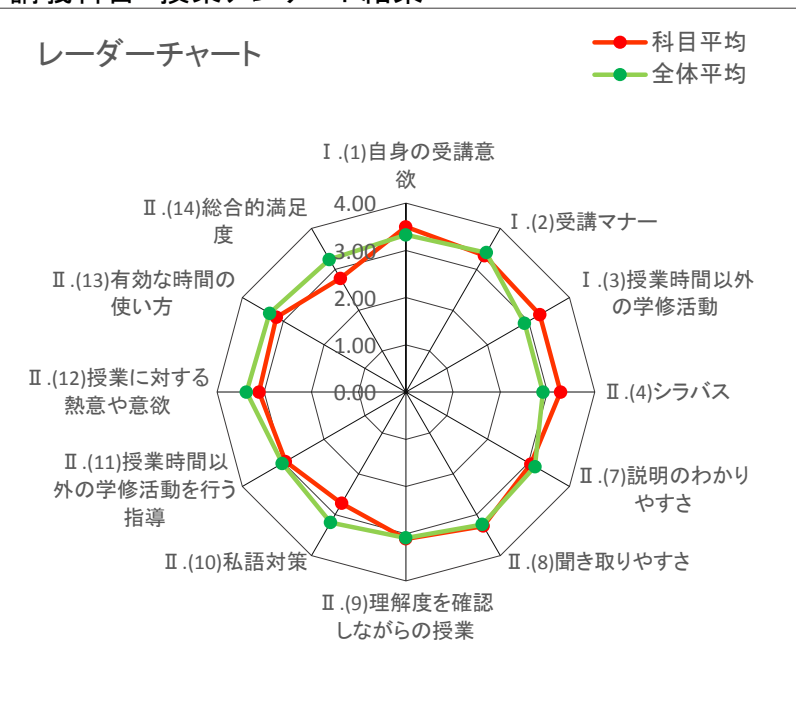 レーダーチャート
科目平均
全体平均
Ⅰ.(1)自身の受講意
欲
Ⅰ.(2)受講マナー
Ⅰ.(3)授業時間以外
の学修活動
Ⅱ.(4)シラバス
Ⅱ.(7)説明のわかり
やすさ
Ⅱ.(8)聞き取りやすさ
Ⅱ.(9)理解度を確認
しながらの授業
Ⅱ.(10)私語対策
Ⅱ.(11)授業時間以
外の学修活動を行う
指導
Ⅱ.(12)授業に対する
熱意や意欲
Ⅱ.(13)有効な時間の
使い方
Ⅱ.(14)総合的満足
度
4.00
3.00
2.00
1.00
0.00